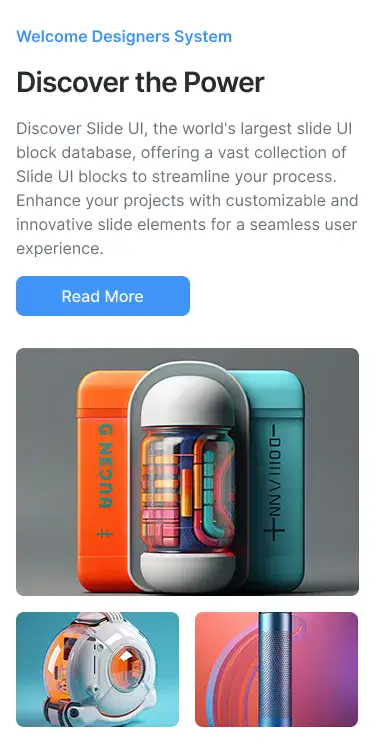 Welcome Designers System
Discover the Power
Discover Slide UI, the world's largest slide UI
block database, offering a vast collection of
Slide UI blocks to streamline your process.
Enhance your projects with customizable and
innovative slide elements for a seamless user
experience.
Read More